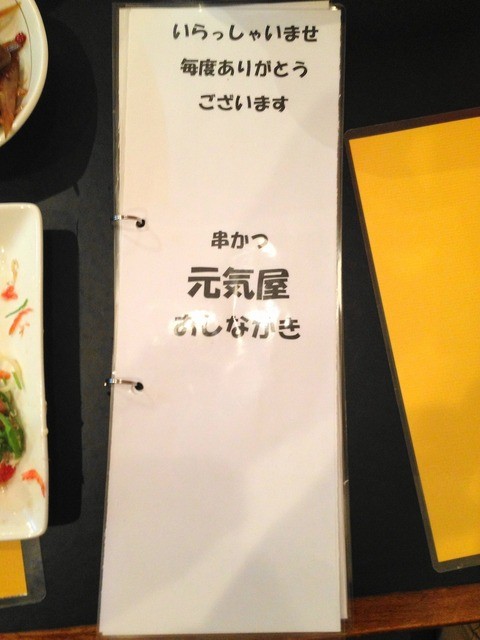 いらっしゃいませ
毎度ありがとう
ございます
串かつ
元気屋
おしながき